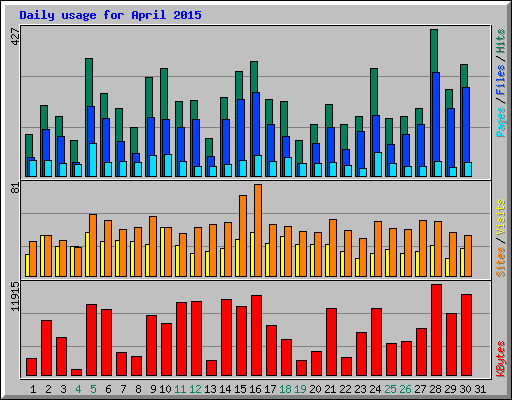 Daily usage for April 2015
427
Pages / Files / Hits
81
Sites / Visits
11915
KBytes
1 2 3 4 5 6 7 8 9 10 11 12 13 14 15 16 17 18 19 20 21 22 23 24 25 26 27 28 29 30 31